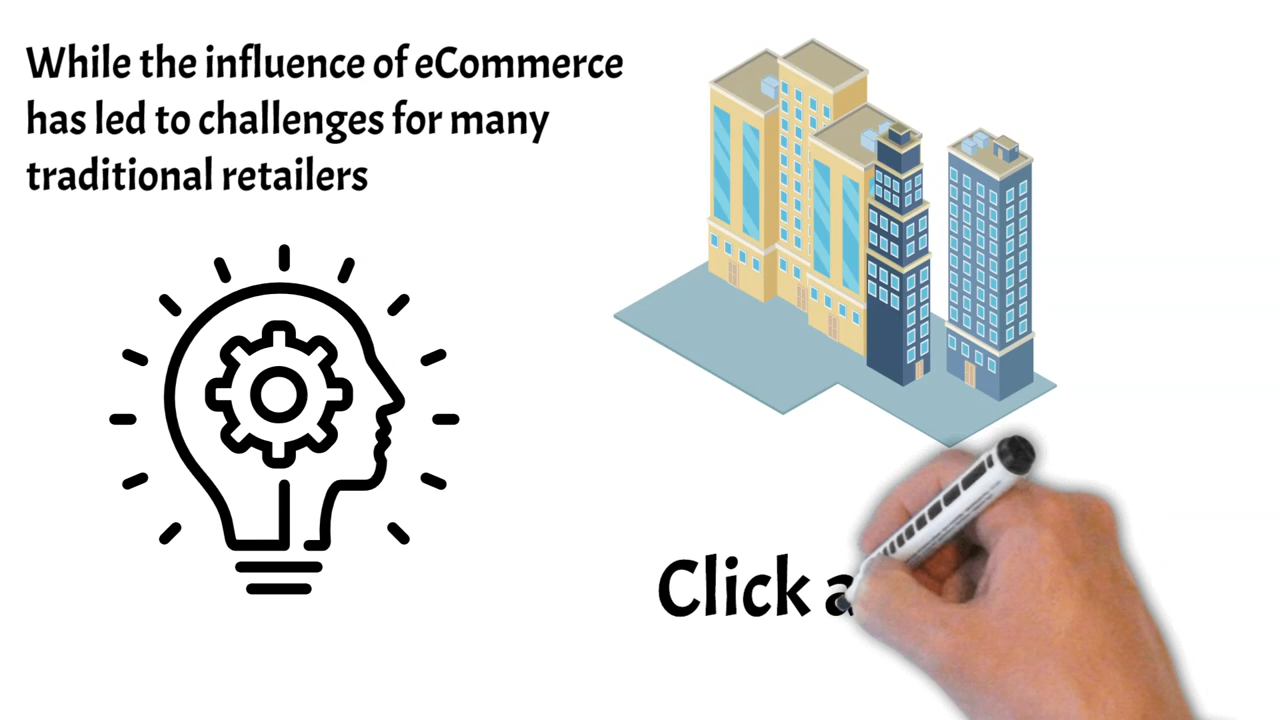 While the influence of eCommerce
has led to challenges for many
traditional retailers
Click a